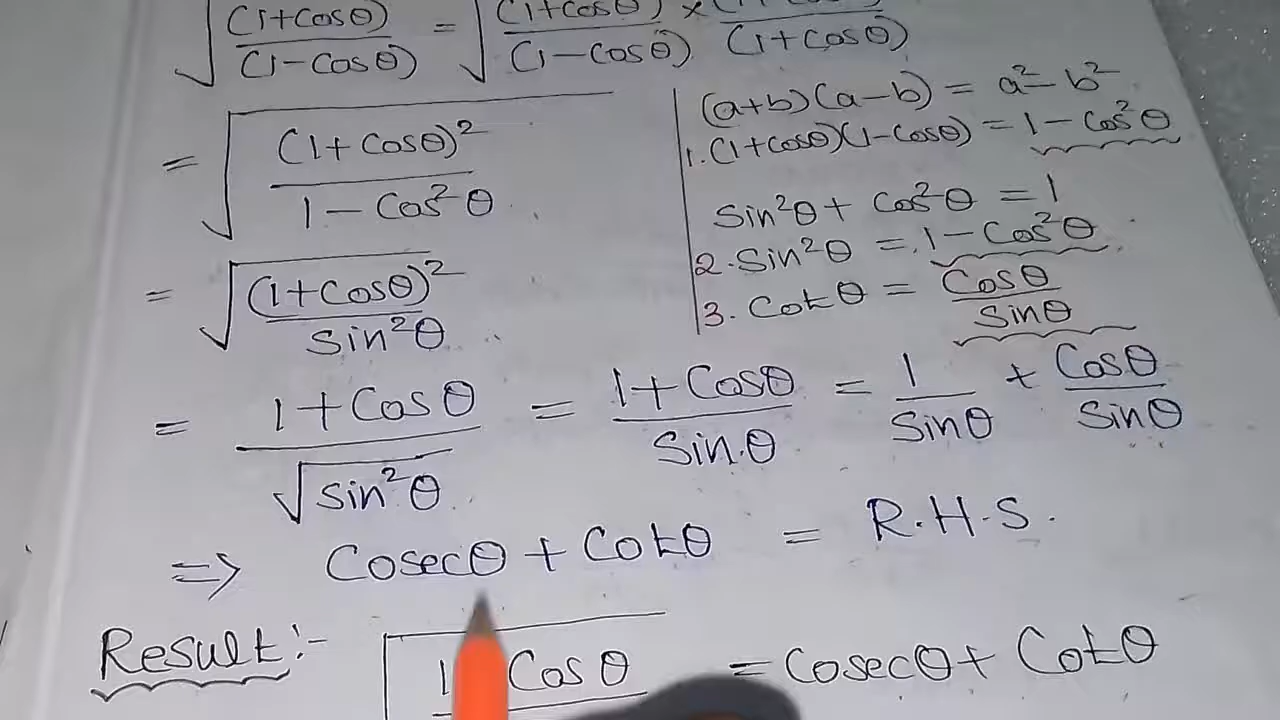 √(1+Cosθ)/(1-Cosθ) = √(1+Cosθ)/(1-Cosθ) × /(1+Cosθ)
= √(1+Cosθ)²/1-Cos²θ
= √(1+Cosθ)²/Sin²θ
(a+b)(a-b) = a²-b²
1. (1+Cosθ)(1-Cosθ) = 1-Cos²θ
Sin²θ + Cos²θ = 1
2. Sin²θ = 1-Cos²θ
3. Cotθ = Cosθ/Sinθ
= 1+Cosθ/√Sin²θ = 1+Cosθ/Sin.θ = 1/Sinθ + Cosθ/Sinθ
=> Cosecθ + Cotθ = R.H.S.
Result:- √1 Cosθ = Cosecθ + Cotθ